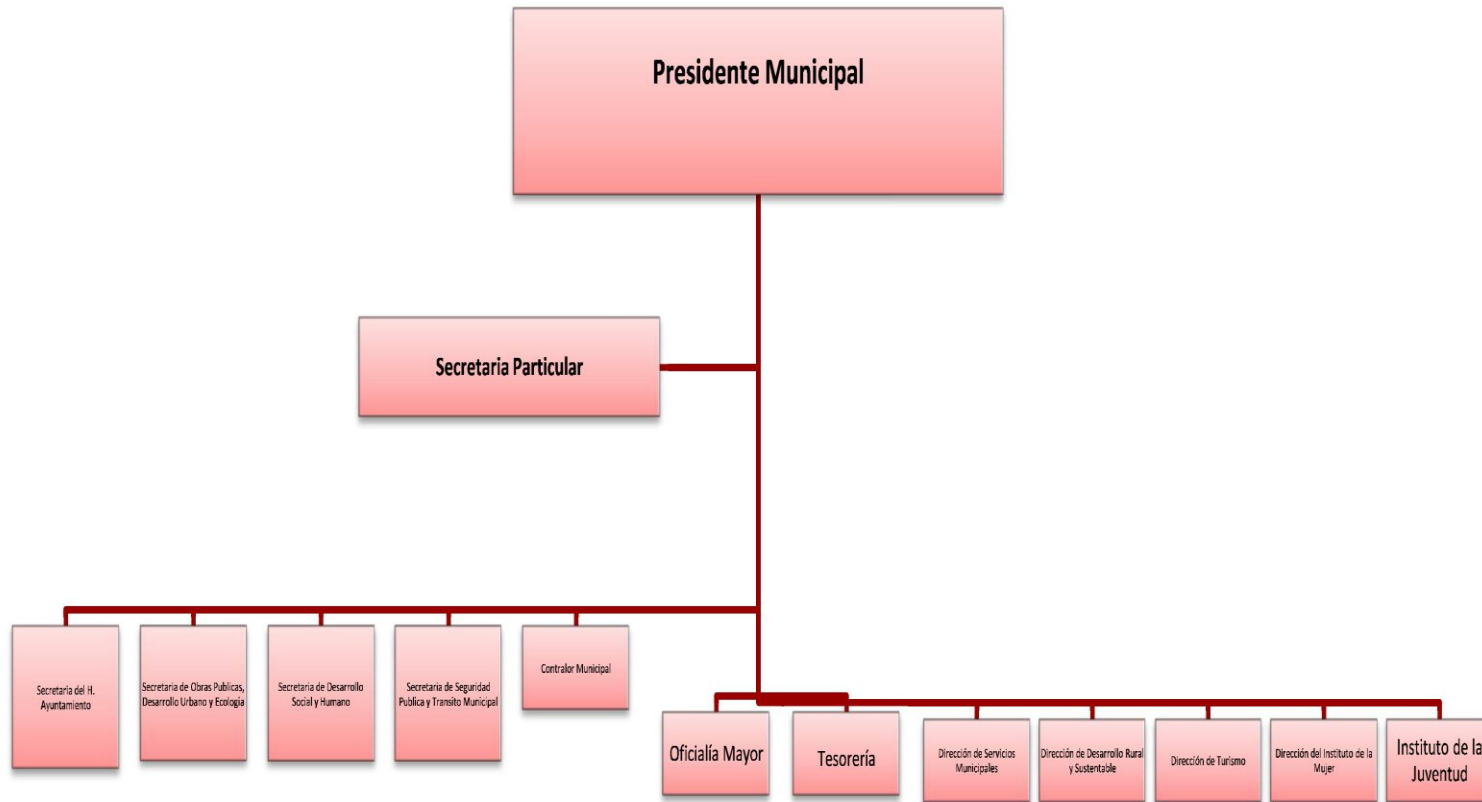 Presidente Municipal
Secretaria Particular
Secretaria del H.
Ayuntamiento
Secretaria de Obras Publicas,
Desarrollo Urbano y Ecologia
Secretaria de Desarrollo
Social y Humano
Secretaria de Seguridad
Publica y Transito Municipal
Contralor Municipal
Oficialía Mayor
Tesorería
Dirección de Servicios
Municipales
Dirección de Desarrollo Rural
y Sustentable
Dirección de Turismo
Dirección del Instituto de la
Mujer
Instituto de la
Juventud